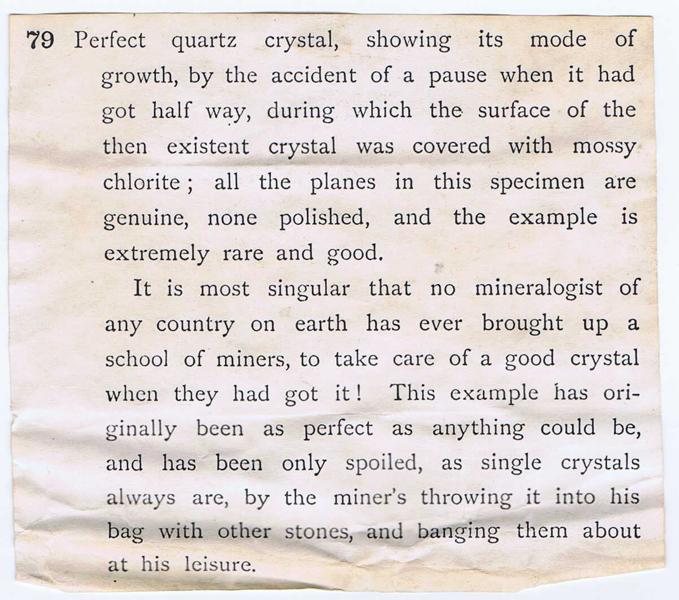 79 Perfect quartz crystal, showing its mode of
growth, by the accident of a pause when it had
got half way, during which the surface of the
then existent crystal was covered with mossy
chlorite; all the planes in this specimen are
genuine, none polished, and the example is
extremely rare and good.
It is most singular that no mineralogist of
any country on earth has ever brought up a
school of miners, to take care of a good crystal
when they had got it! This example has ori-
ginally been as perfect as anything could be,
and has been only spoiled, as single crystals
always are, by the miner's throwing it into his
bag with other stones, and banging them about
at his leisure.